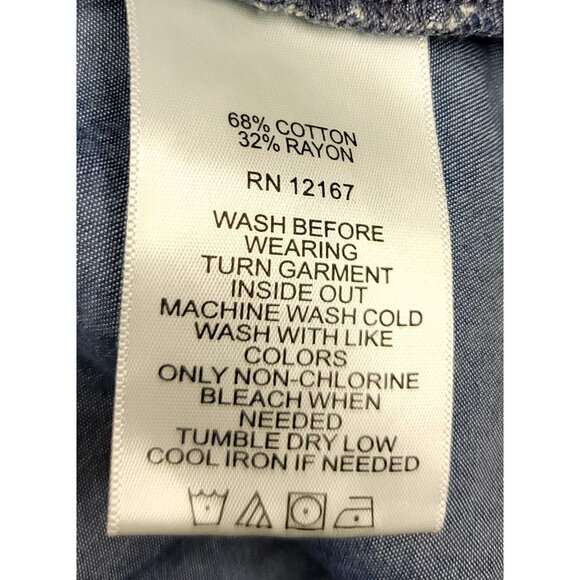 68% COTTON
32% RAYON
RN 12167
WASH BEFORE
WEARING
TURN GARMENT
INSIDE OUT
MACHINE WASH COLD
WASH WITH LIKE
COLORS
ONLY NON-CHLORINE
BLEACH WHEN
NEEDED
TUMBLE DRY LOW
COOL IRON IF NEEDED